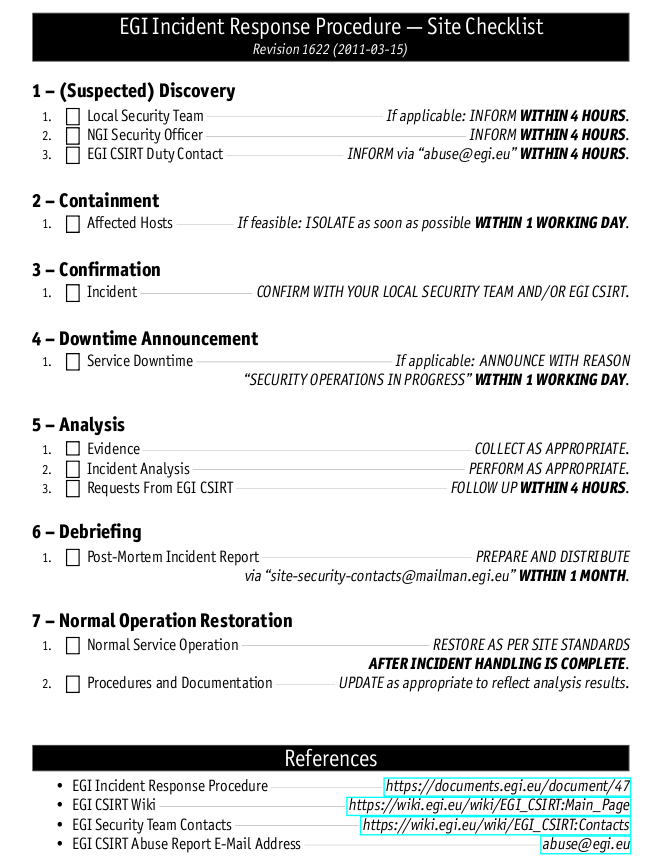 EGI Incident Response Procedure — Site Checklist
Revision 1622 (2011-03-15)
1 – (Suspected) Discovery
1. Local Security Team If applicable: INFORM WITHIN 4 HOURS.
2. NGI Security Officer INFORM WITHIN 4 HOURS.
3. EGI CSIRT Duty Contact INFORM via “abuse@egi.eu” WITHIN 4 HOURS.
2 – Containment
1. Affected Hosts If feasible: ISOLATE as soon as possible WITHIN 1 WORKING DAY.
3 – Confirmation
1. Incident CONFIRM WITH YOUR LOCAL SECURITY TEAM AND/OR EGI CSIRT.
4 – Downtime Announcement
1. Service Downtime If applicable: ANNOUNCE WITH REASON
“SECURITY OPERATIONS IN PROGRESS” WITHIN 1 WORKING DAY.
5 – Analysis
1. Evidence COLLECT AS APPROPRIATE.
2. Incident Analysis PERFORM AS APPROPRIATE.
3. Requests From EGI CSIRT FOLLOW UP WITHIN 4 HOURS.
6 – Debriefing
1. Post-Mortem Incident Report PREPARE AND DISTRIBUTE
via “site-security-contacts@mailman.egi.eu” WITHIN 1 MONTH.
7 – Normal Operation Restoration
1. Normal Service Operation RESTORE AS PER SITE STANDARDS
AFTER INCIDENT HANDLING IS COMPLETE.
2. Procedures and Documentation UPDATE as appropriate to reflect analysis results.
References
• EGI Incident Response Procedure https://documents.egi.eu/document/47
• EGI CSIRT Wiki https://wiki.egi.eu/wiki/EGI_CSIRT:Main_Page
• EGI Security Team Contacts https://wiki.egi.eu/wiki/EGI_CSIRT:Contacts
• EGI CSIRT Abuse Report E-Mail Address abuse@egi.eu